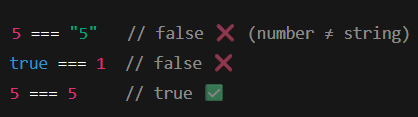 5 === "5"   // false ❌ (number ≠ string)
true === 1  // false ❌
5 === 5     // true ✅